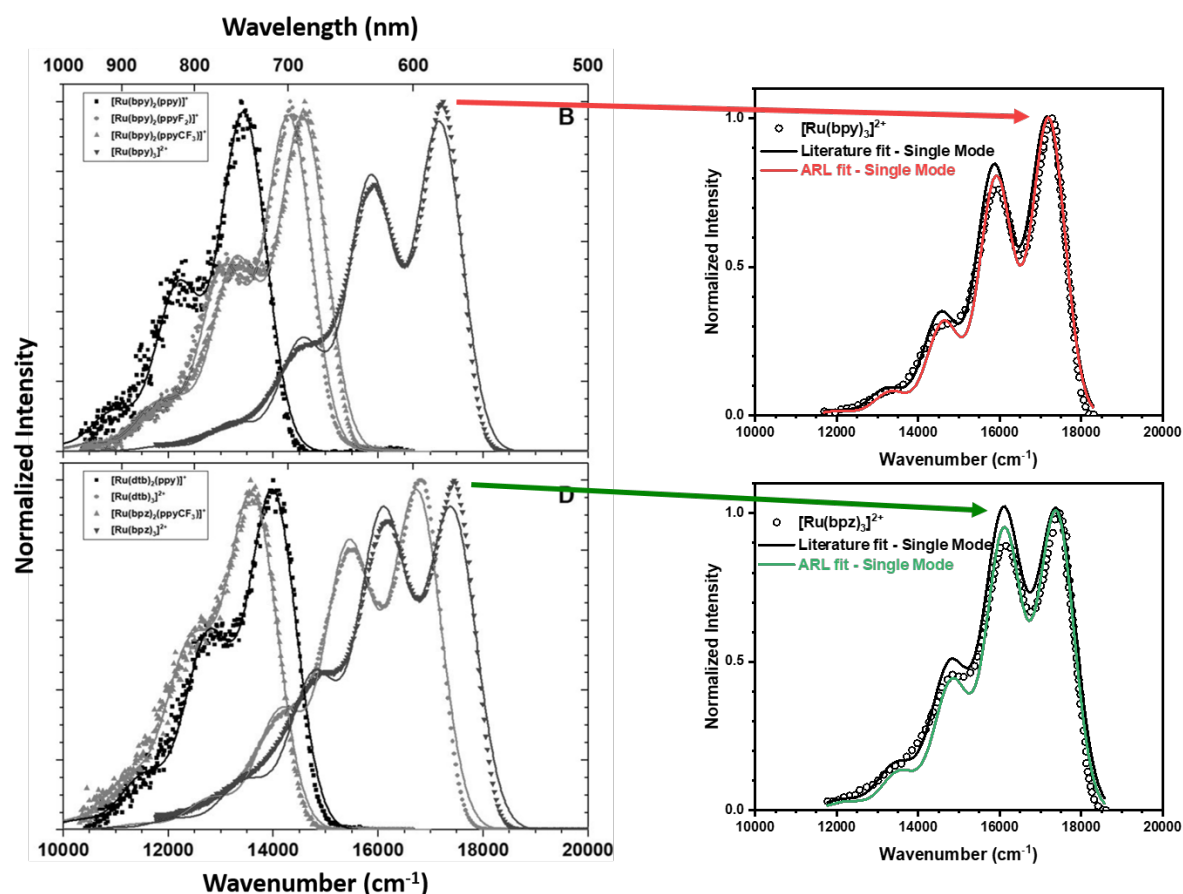 Wavelength (nm)
1000 900 800 700 600 500
[Ru(bpy)₂(ppy)]⁺
[Ru(bpy)₂(ppyF₂)]⁺
[Ru(bpy)₂(ppyCF₃)]⁺
[Ru(bpy)₃]²⁺
B
[Ru(dtb)₂(ppy)]⁺
[Ru(dtb)₃]²⁺
[Ru(bpz)₂(ppyCF₃)]⁺
[Ru(bpz)₃]²⁺
D
Normalized Intensity
10000 12000 14000 16000 18000 20000
Wavenumber (cm⁻¹)
[Ru(bpy)₃]²⁺
Literature fit - Single Mode
ARL fit - Single Mode
1.0
0.5
0.0
Normalized Intensity
10000 12000 14000 16000 18000 20000
Wavenumber (cm⁻¹)
[Ru(bpz)₃]²⁺
Literature fit - Single Mode
ARL fit - Single Mode
1.0
0.5
0.0
Normalized Intensity
10000 12000 14000 16000 18000 20000
Wavenumber (cm⁻¹)